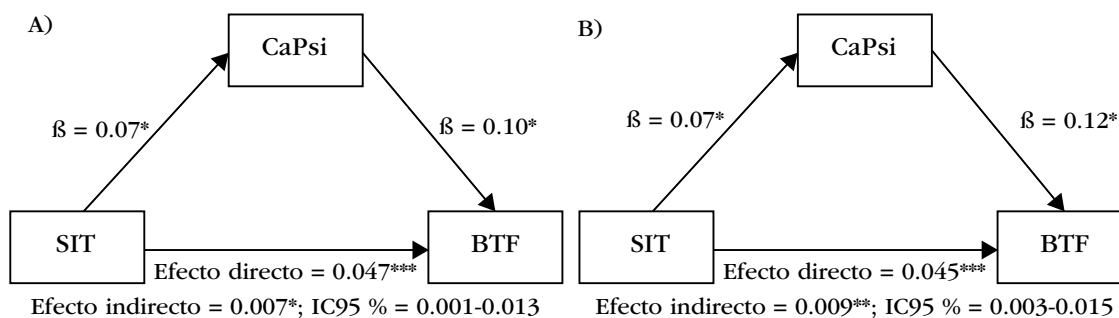 A)
CaPsi
ß = 0.07*
ß = 0.10*
SIT
BTF
Efecto directo = 0.047***
Efecto indirecto = 0.007*; IC95 % = 0.001-0.013
B)
CaPsi
ß = 0.07*
ß = 0.12*
SIT
BTF
Efecto directo = 0.045***
Efecto indirecto = 0.009**; IC95 % = 0.003-0.015